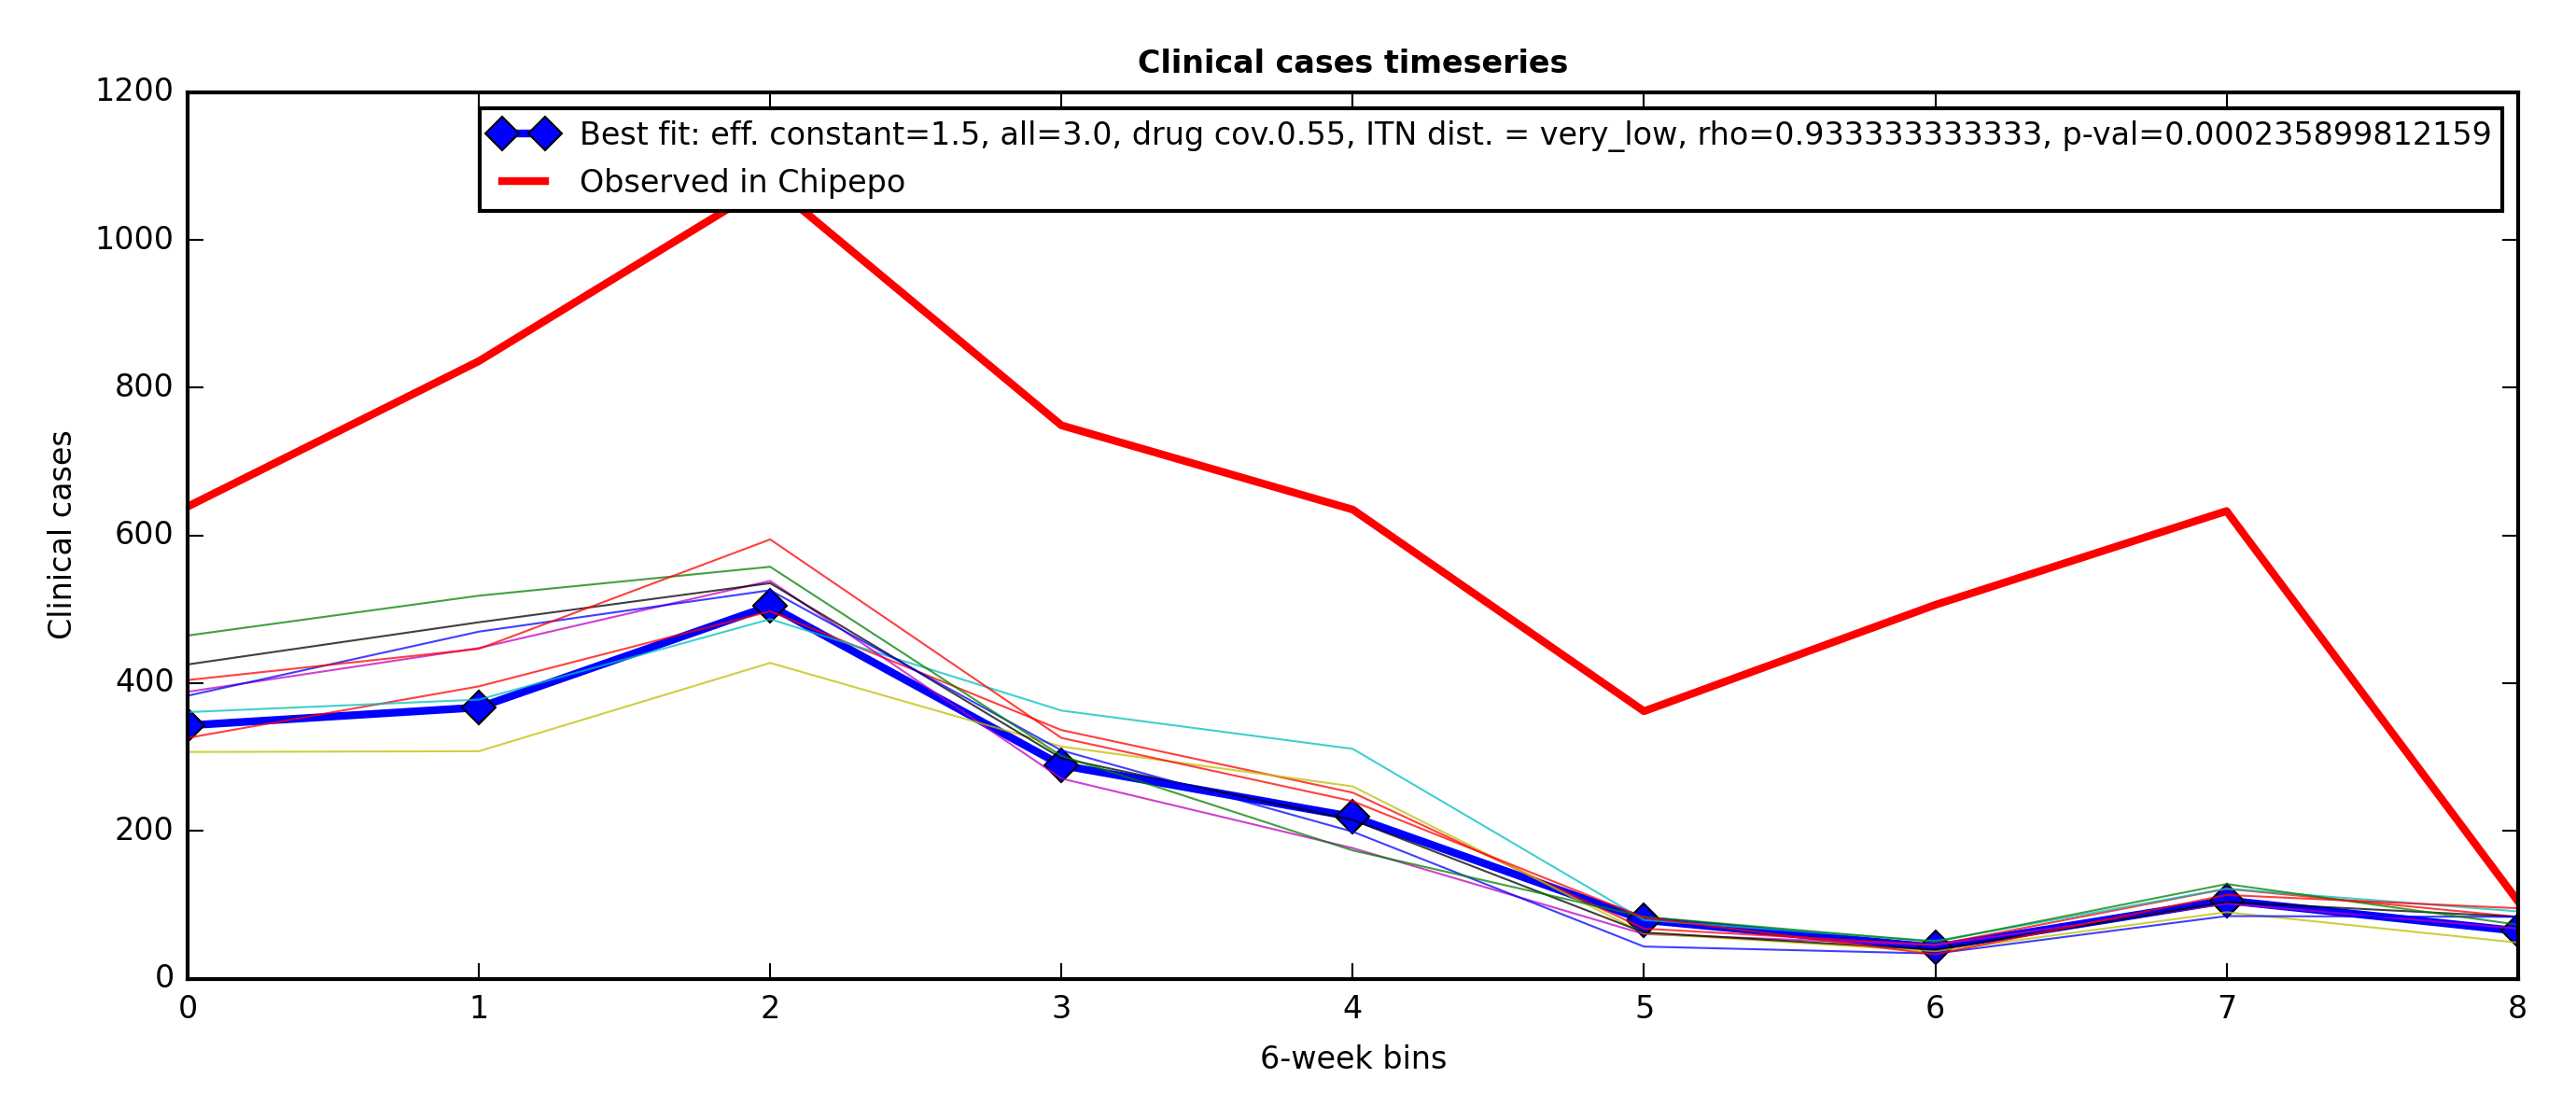 Clinical cases timeseries
1200
1000
800
600
400
200
0
Clinical cases
Best fit: eff. constant=1.5, all=3.0, drug cov.0.55, ITN dist. = very_low, rho=0.933333333333, p-val=0.000235899812159
Observed in Chipepo
0 1 2 3 4 5 6 7 8
6-week bins